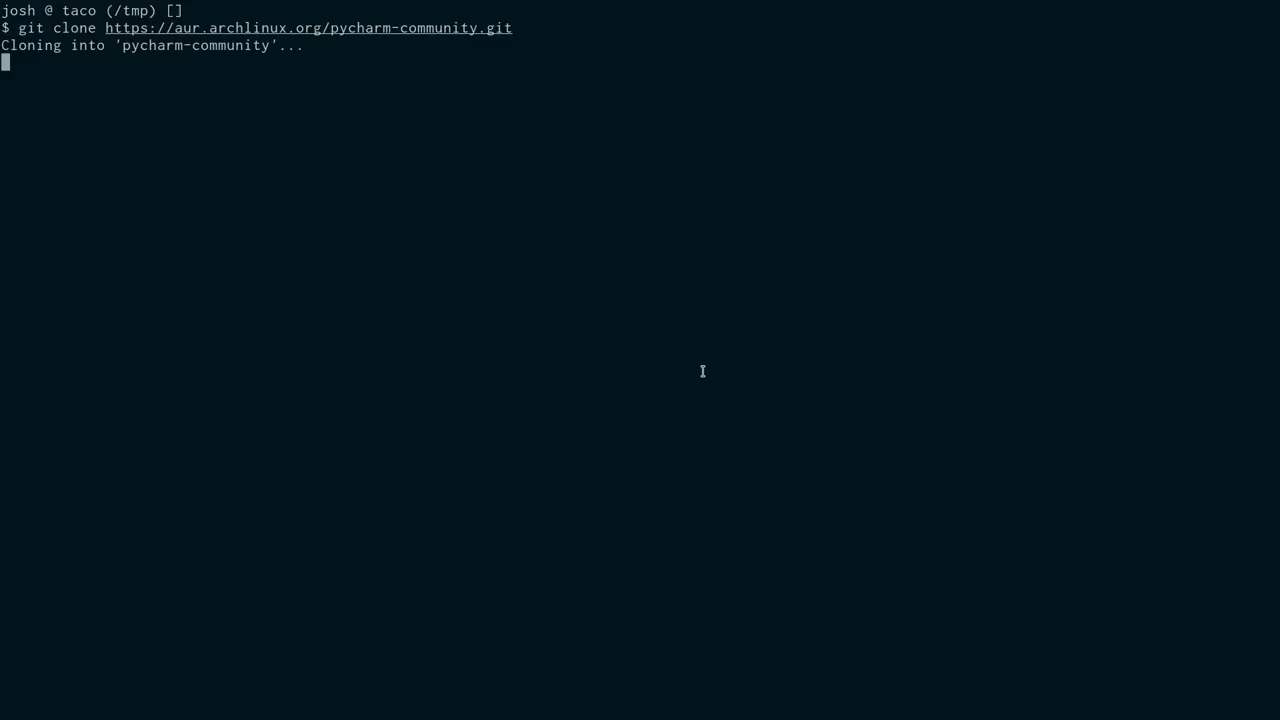 josh @ taco (/tmp) []
$ git clone https://aur.archlinux.org/pycharm-community.git
Cloning into 'pycharm-community'...